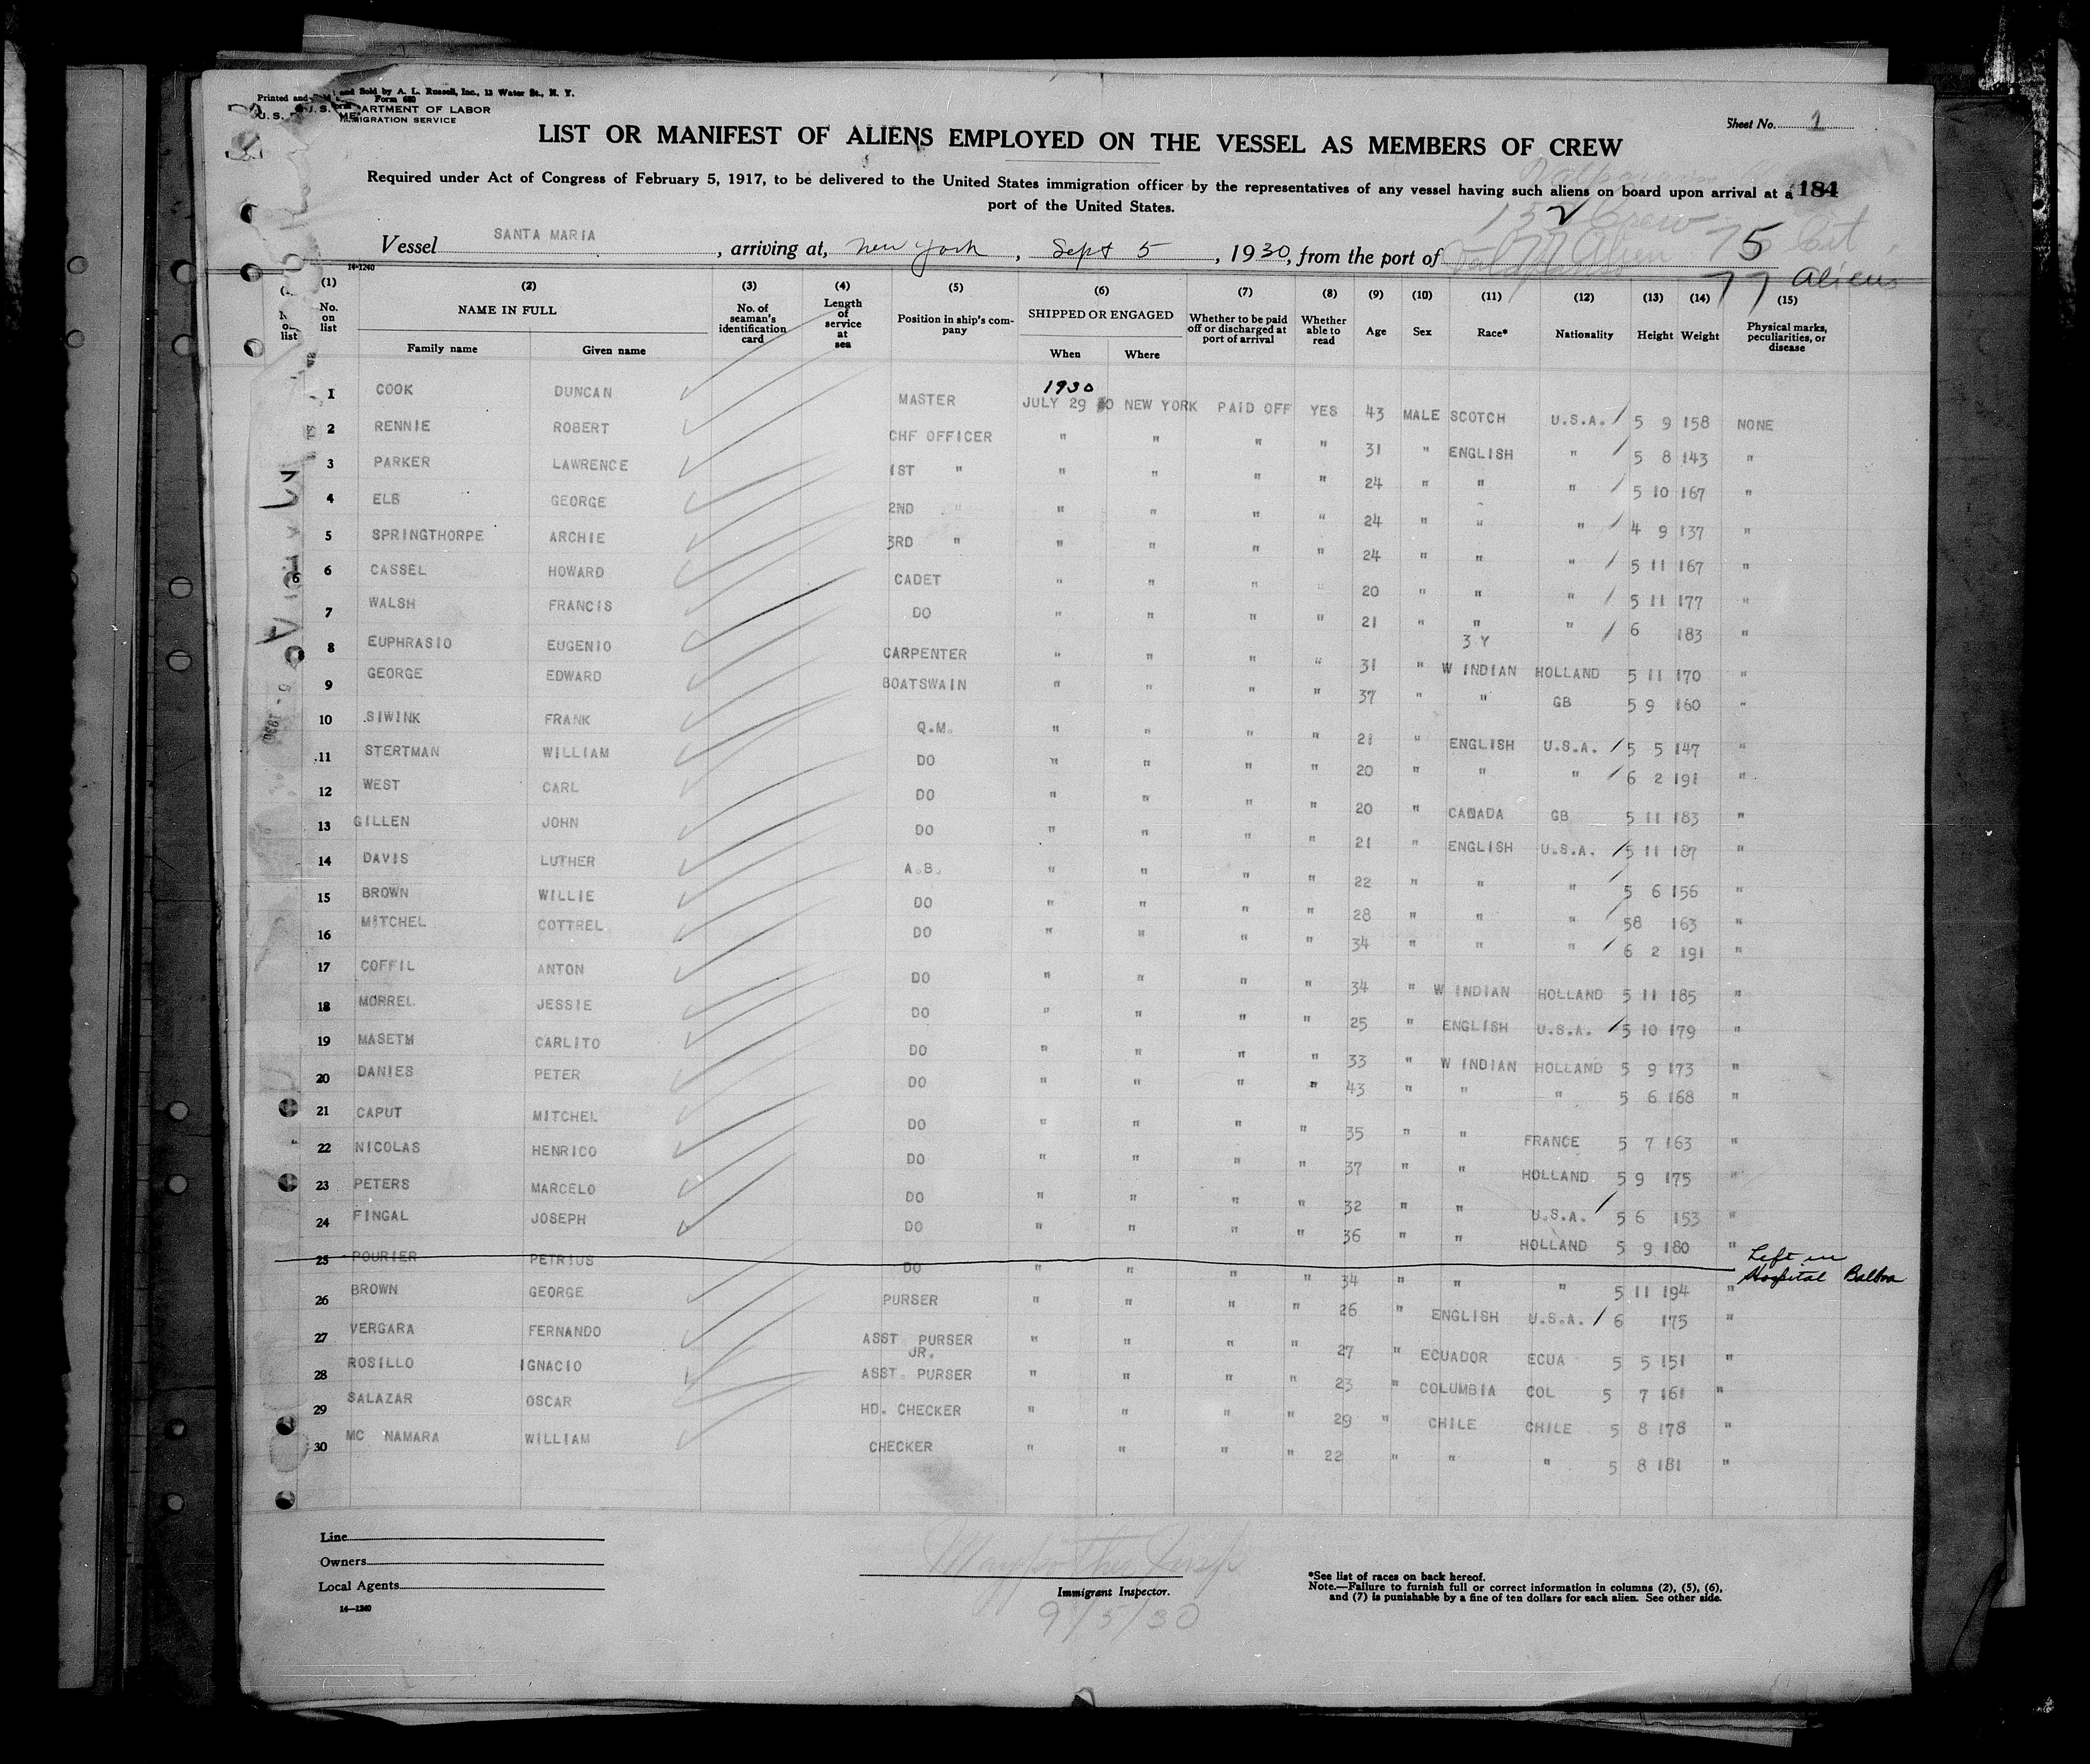 Printed and Sold by A. L. Russell, Inc., 13 Water St., N. Y.
Form 680
U. S. DEPARTMENT OF LABOR
IMMIGRATION SERVICE
Sheet No. 1
LIST OR MANIFEST OF ALIENS EMPLOYED ON THE VESSEL AS MEMBERS OF CREW
Required under Act of Congress of February 5, 1917, to be delivered to the United States immigration officer by the representatives of any vessel having such aliens on board upon arrival at a
port of the United States.
184
152 Crew 75 Cit
77 Aliens
Vessel SANTA MARIA, arriving at, New York, Sept 5, 1930, from the port of
14-1240
(1) (2) (3) (4) (5) (6) (7) (8) (9) (10) (11) (12) (13) (14) (15)
No. on list NAME IN FULL Family name Given name No. of seaman's identification card Length of service at sea Position in ship's company SHIPPED OR ENGAGED When Where Whether to be paid off or discharged at port of arrival Whether able to read Age Sex Race* Nationality Height Weight Physical marks, peculiarities, or disease
1930
1 COOK DUNCAN MASTER JULY 29 NEW YORK PAID OFF YES 43 MALE SCOTCH U.S.A. 5 9 158 NONE
2 RENNIE ROBERT CHF OFFICER " " " " 31 " ENGLISH " 5 8 143 "
3 PARKER LAWRENCE 1ST " " " " " 24 " " " 5 10 167 "
4 ELB GEORGE 2ND " " " " " 24 " " " 4 9 137 "
5 SPRINGTHORPE ARCHIE 3RD " " " " " 24 " " " 5 11 167 "
6 CASSEL HOWARD CADET " " " " 20 " " " 5 11 177 "
7 WALSH FRANCIS DO " " " " 21 " " " 6 183 "
3 Y
8 EUPHRASIO EUGENIO CARPENTER " " " " 31 " W INDIAN HOLLAND 5 11 170 "
9 GEORGE EDWARD BOATSWAIN " " " " 37 " " GB 5 9 160 "
10 SIWINK FRANK Q.M. " " " " 21 " ENGLISH U.S.A. 5 5 147 "
11 STERTMAN WILLIAM DO " " " " 20 " " " 6 2 191 "
12 WEST CARL DO " " " " 20 " CANADA GB 5 11 183 "
13 GILLEN JOHN DO " " " " 21 " ENGLISH U.S.A. 5 11 187 "
14 DAVIS LUTHER A.B. " " " " 22 " " " 5 6 156 "
15 BROWN WILLIE DO " " " " 28 " " " 58 163 "
16 MITCHEL COTTREL DO " " " " 34 " " " 6 2 191 "
17 COFFIL ANTON DO " " " " 34 " W INDIAN HOLLAND 5 11 185 "
18 MORREL JESSIE DO " " " " 25 " ENGLISH U.S.A. 5 10 179 "
19 MASETM CARLITO DO " " " " 33 " W INDIAN HOLLAND 5 9 173 "
20 DANIES PETER DO " " " " 43 " " " 5 6 168 "
21 CAPUT MITCHEL DO " " " " 35 " " FRANCE 5 7 163 "
22 NICOLAS HENRICO DO " " " " 37 " " HOLLAND 5 9 175 "
23 PETERS MARCELO DO " " " " 32 " " U.S.A. 5 6 153 "
24 FINGAL JOSEPH DO " " " " 36 " " HOLLAND 5 9 180 "
25 POURIER PETRIUS DO " " " " 34 " " " 5 11 194 " Left in Hospital Balboa
26 BROWN GEORGE PURSER " " " " 26 " ENGLISH U.S.A. 6 175 "
27 VERGARA FERNANDO ASST PURSER " " " " 27 " ECUADOR ECUA 5 5 151 "
28 ROSILLO IGNACIO JR. ASST. PURSER " " " " 23 " COLUMBIA COL 5 7 161 "
29 SALAZAR OSCAR HD. CHECKER " " " " 29 " CHILE CHILE 5 8 178 "
30 MC NAMARA WILLIAM CHECKER " " " " 22 " " " 5 8 181 "
Line
Owners
Local Agents
14-1240
Immigrant Inspector.
9/5/30
*See list of races on back hereof.
Note.—Failure to furnish full or correct information in columns (2), (5), (6),
and (7) is punishable by a fine of ten dollars for each alien. See other side.